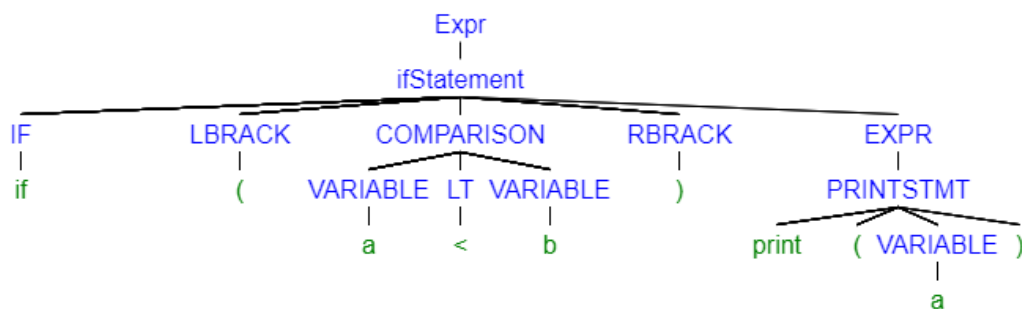 Expr
ifStatement
IF LBRACK COMPARISON RBRACK EXPR
if ( VARIABLE LT VARIABLE ) PRINTSTMT
a < b print ( VARIABLE )
a